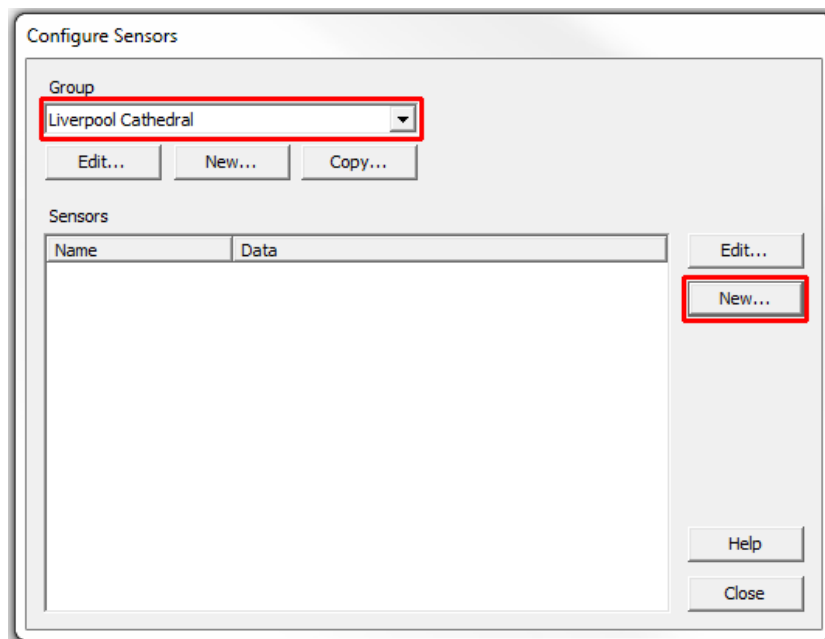 Configure Sensors
Group
Liverpool Cathedral
Edit... New... Copy...
Sensors
Name Data
Edit...
New...
Help
Close